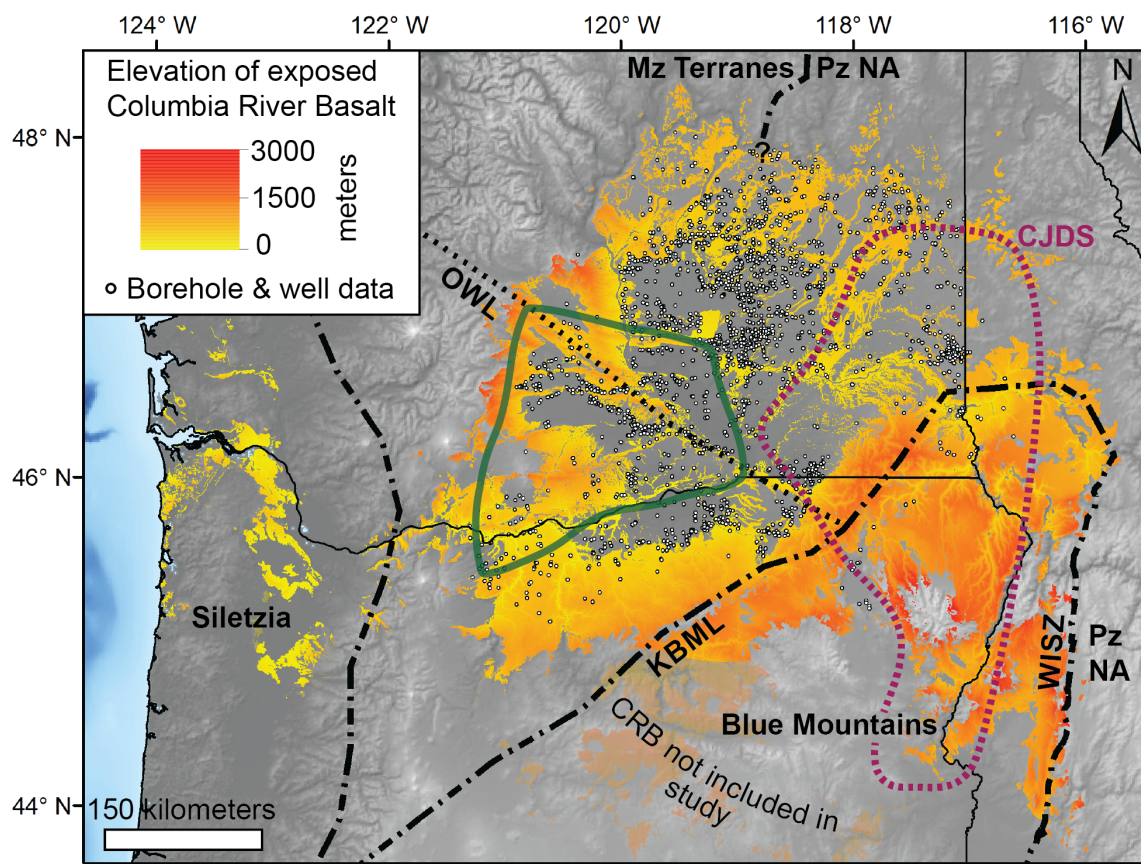 124° W
122° W
120° W
118° W
116° W
Elevation of exposed
Columbia River Basalt
3000
1500
0
meters
Borehole & well data
Mz Terranes
Pz NA
N
48° N
?
CJDS
OWL
46° N
Siletzia
KBML
WISZ
Pz
NA
Blue Mountains
CRB not included in
study
44° N
150 kilometers